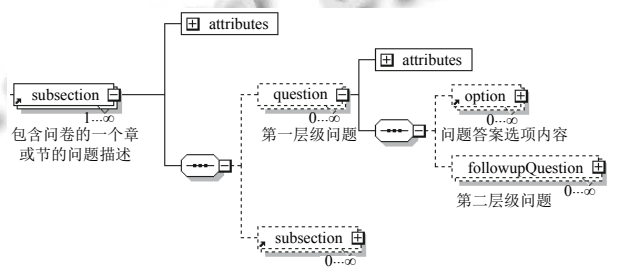 attributes
subsection
1···∞
包含问卷的一个章
或节的问题描述
question
0···∞
第一层级问题
attributes
option
0···∞
问题答案选项内容
followupQuestion
0···∞
第二层级问题
subsection
0···∞